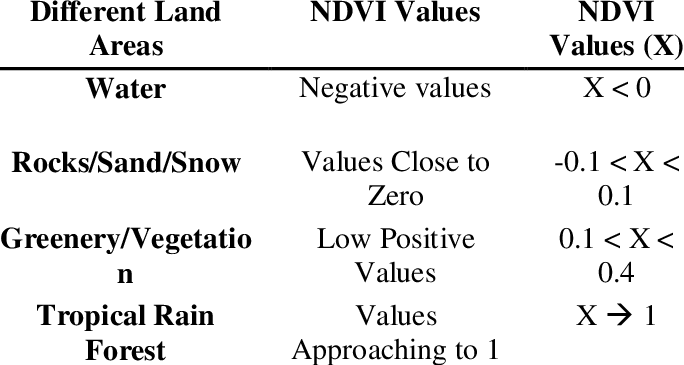 Different Land Areas NDVI Values NDVI Values (X)
Water Negative values X < 0
Rocks/Sand/Snow Values Close to Zero -0.1 < X < 0.1
Greenery/Vegetation Low Positive Values 0.1 < X < 0.4
Tropical Rain Forest Values Approaching to 1 X → 1